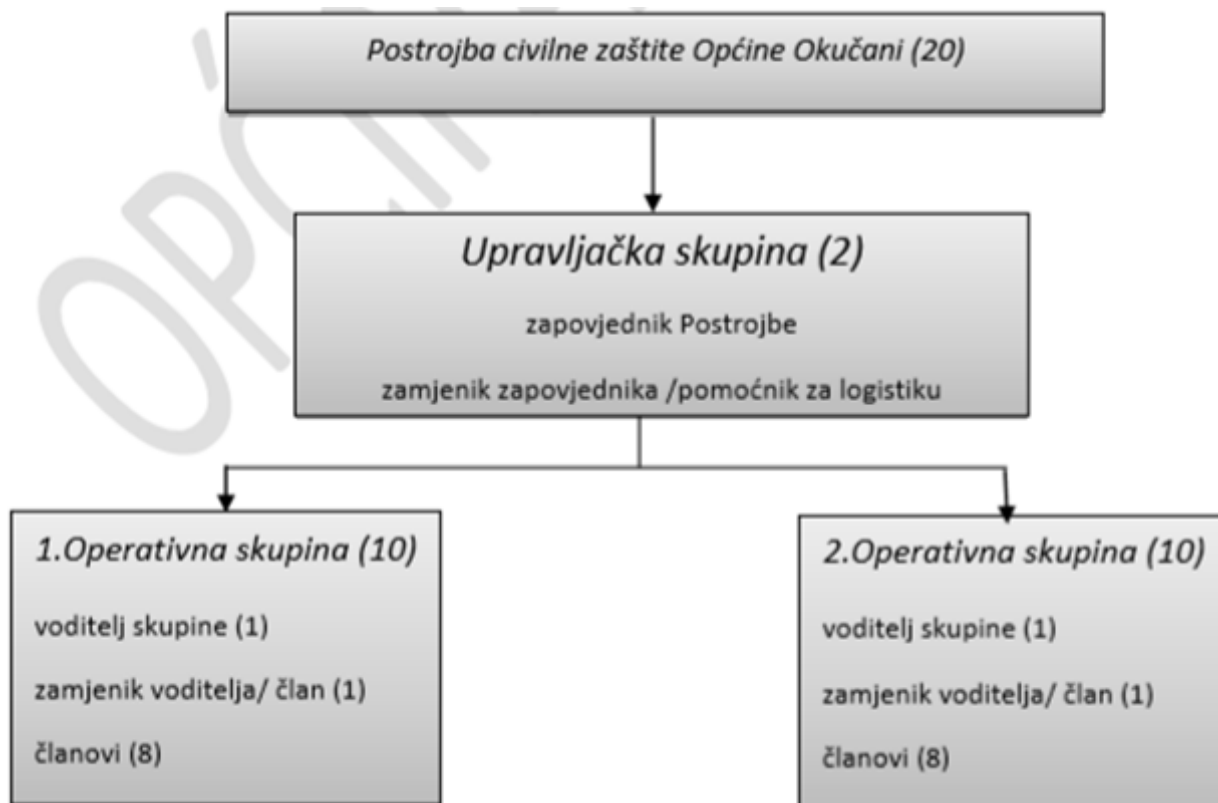 Postrojba civilne zaštite Općine Okučani (20)
Upravljačka skupina (2)
zapovjednik Postrojbe
zamjenik zapovjednika /pomoćnik za logistiku
1.Operativna skupina (10)
voditelj skupine (1)
zamjenik voditelja/ član (1)
članovi (8)
2.Operativna skupina (10)
voditelj skupine (1)
zamjenik voditelja/ član (1)
članovi (8)